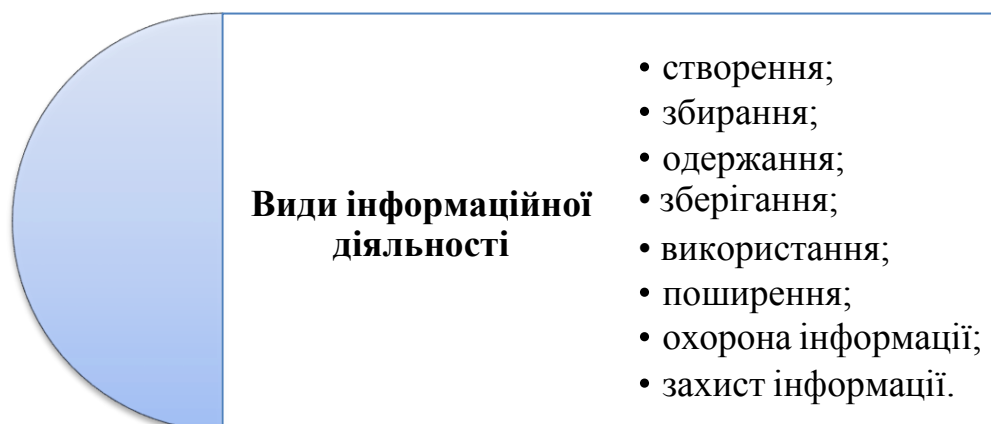 Види інформаційної
діяльності
• створення;
• збирання;
• одержання;
• зберігання;
• використання;
• поширення;
• охорона інформації;
• захист інформації.